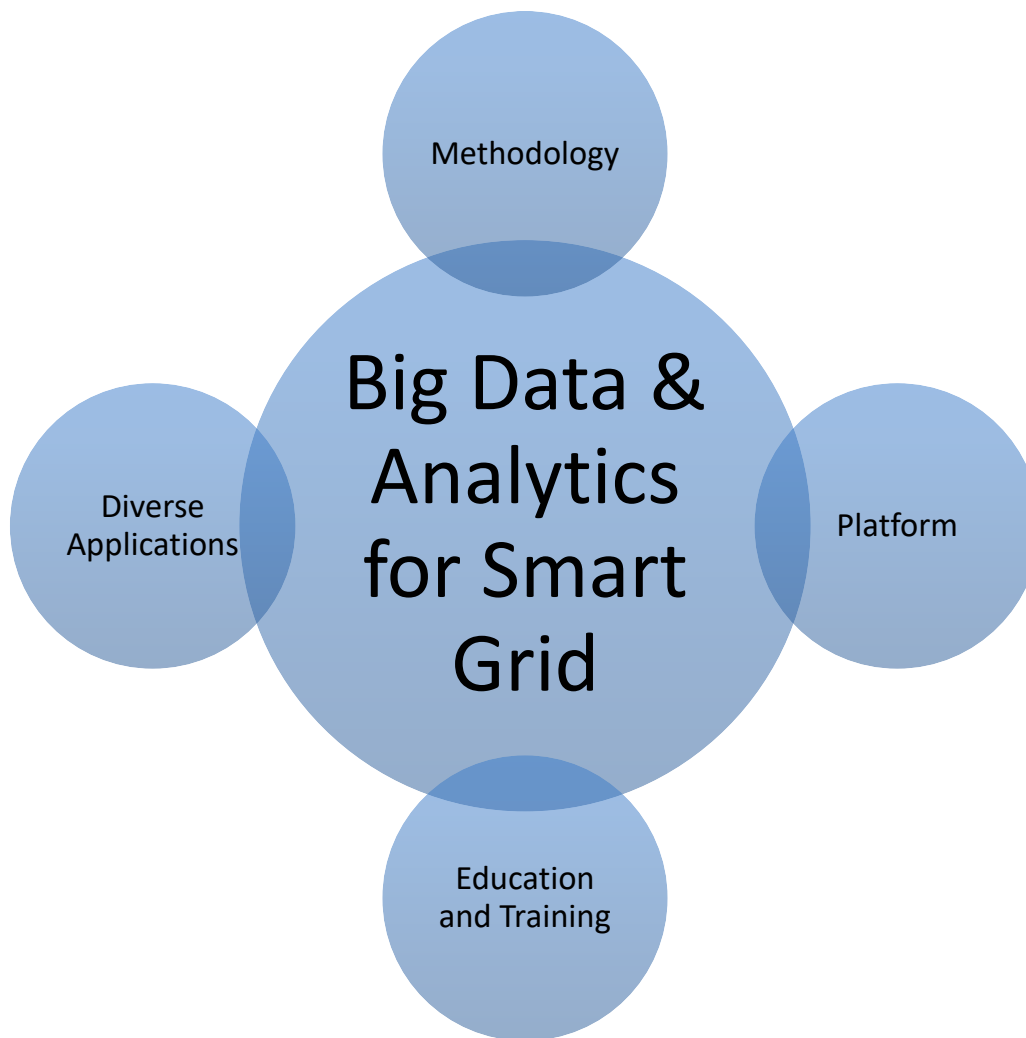 Methodology
Big Data &
Analytics
for Smart
Grid
Diverse
Applications
Platform
Education
and Training